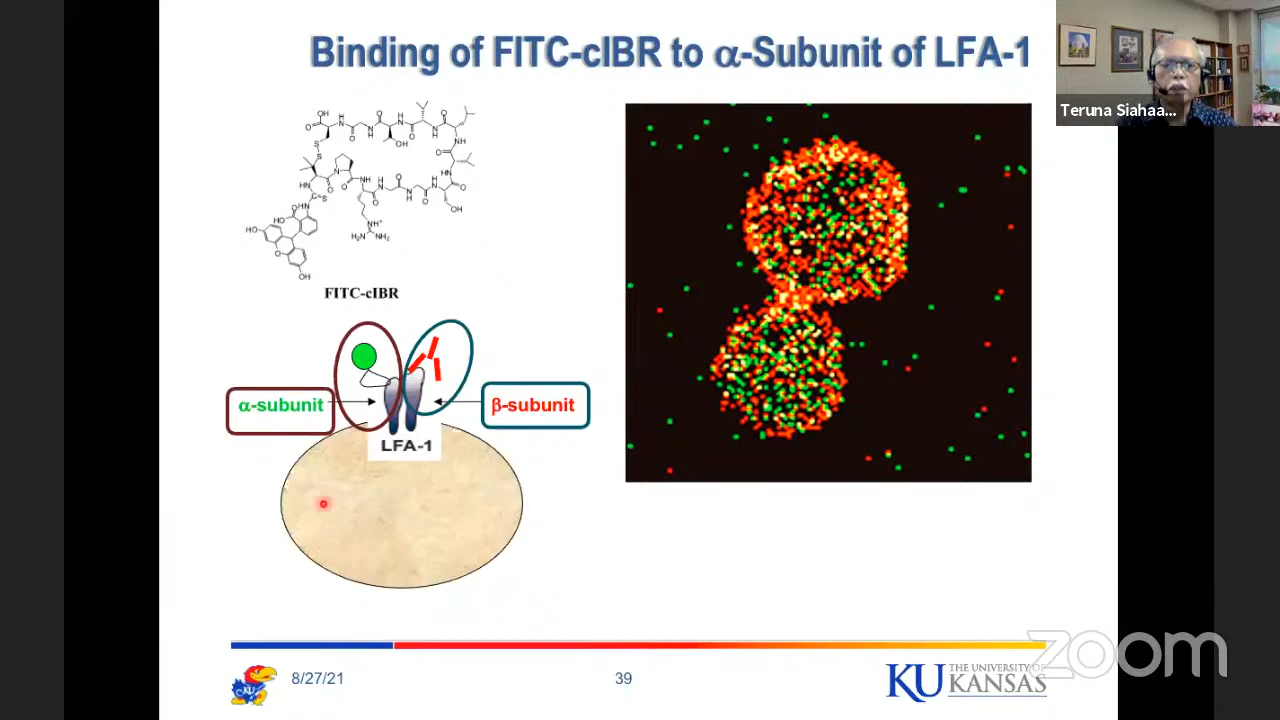 Binding of FITC-cIBR to α-Subunit of LFA-1
Teruna Siahaa...
FITC-cIBR
α-subunit
β-subunit
LFA-1
8/27/21
39
KU
KU THE UNIVERSITY OF
KANSAS
zoom